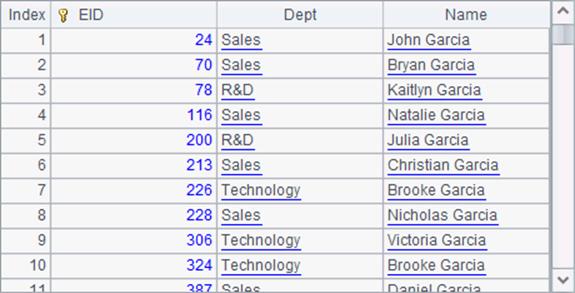 Index EID Dept Name
1 24 Sales John Garcia
2 70 Sales Bryan Garcia
3 78 R&D Kaitlyn Garcia
4 116 Sales Natalie Garcia
5 200 R&D Julia Garcia
6 213 Sales Christian Garcia
7 226 Technology Brooke Garcia
8 228 Sales Nicholas Garcia
9 306 Technology Victoria Garcia
10 324 Technology Brooke Garcia
11 387 Sales Daniel Garcia